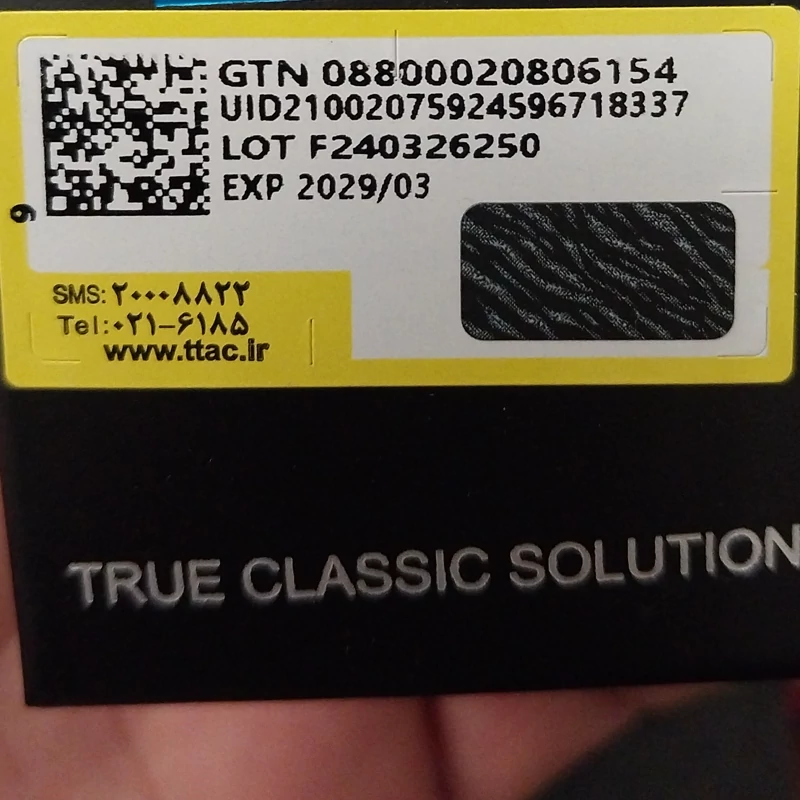 GTN 08800020806154
UID21002075924596718337
LOT F240326250
EXP 2029/03
9
SMS:۲۰۰۰۸۸۲۲
Tel:۰۲۱-۶۱۸۵
www.ttac.ir
TRUE CLASSIC SOLUTION